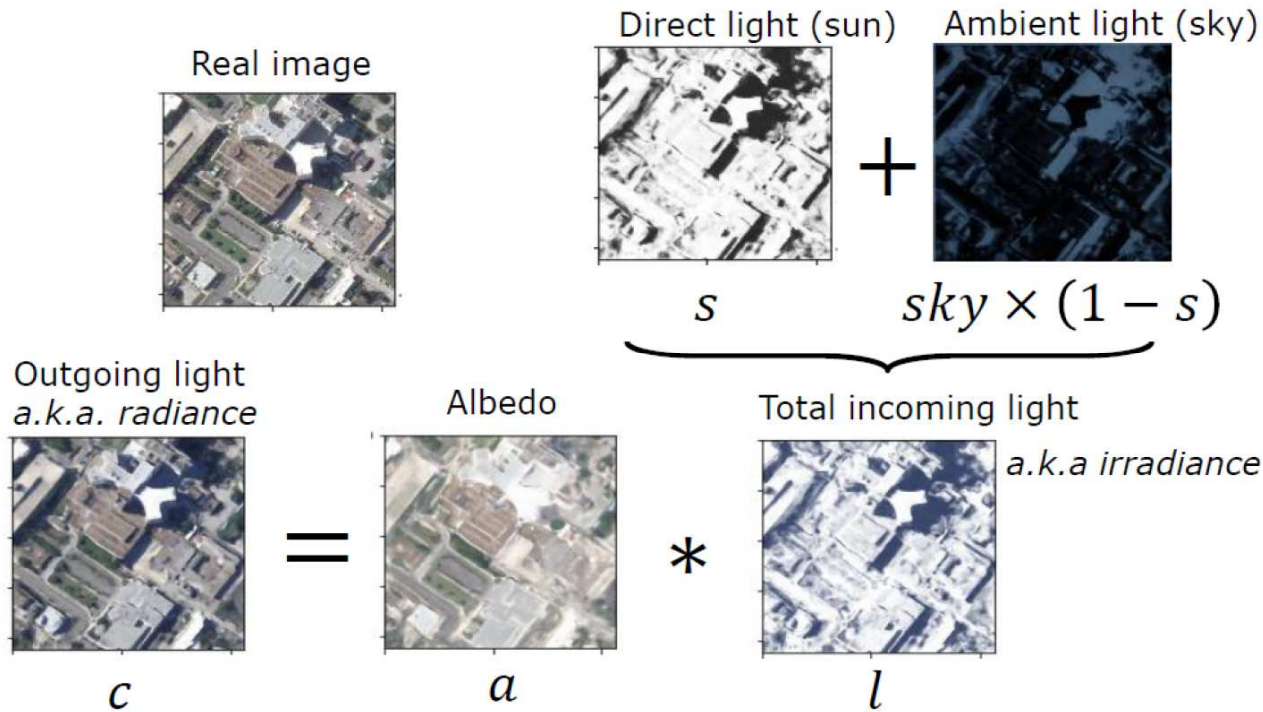 Direct light (sun)
Ambient light (sky)
Real image
+
s
sky × (1 − s)
Outgoing light
a.k.a. radiance
Albedo
Total incoming light
a.k.a irradiance
=
*
c
a
l